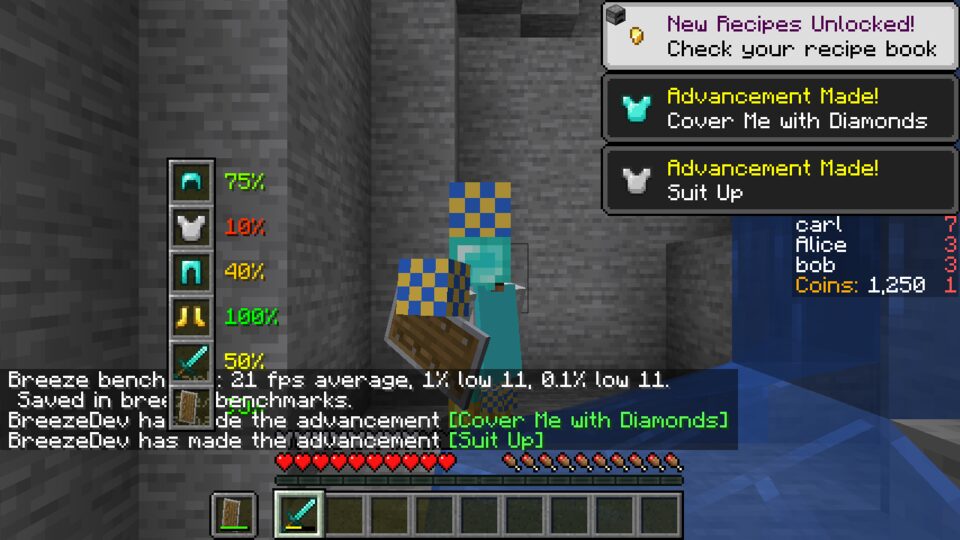 New Recipes Unlocked!
Check your recipe book
Advancement Made!
Cover Me with Diamonds
Advancement Made!
Suit Up
75%
10%
40%
100%
50%
carl 7
Alice 3
bob 3
Coins: 1,250 1
Breeze bench : 21 fps average, 1% low 11, 0.1% low 11.
Saved in bree benchmarks.
BreezeDev ha de the advancement [Cover Me with Diamonds]
BreezeDev has made the advancement [Suit Up]